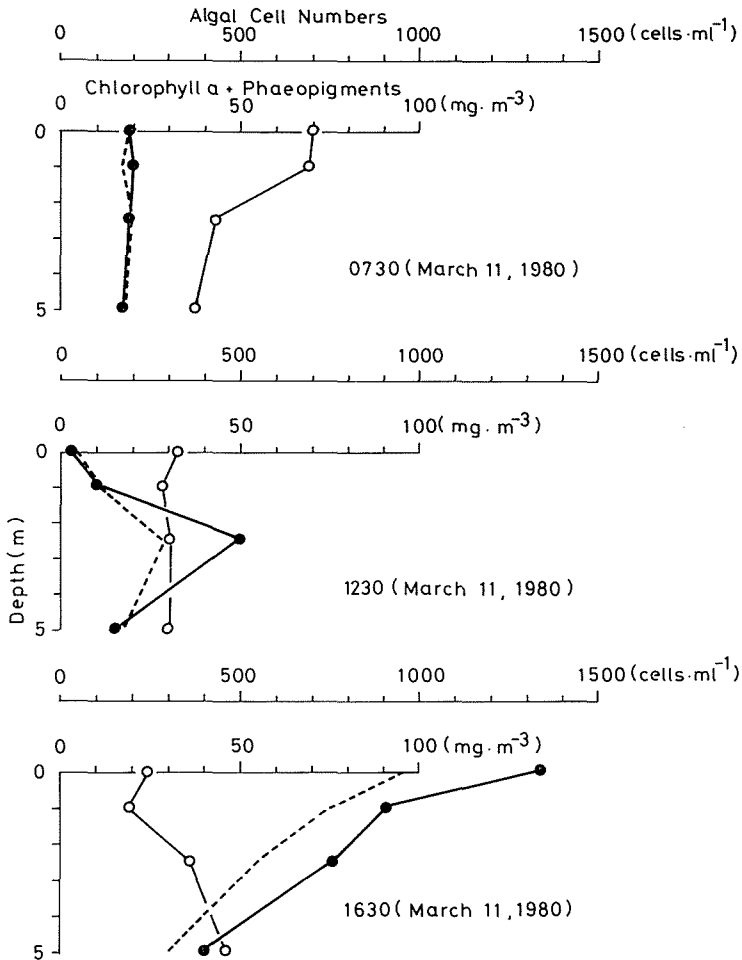 Algal Cell Numbers
0 500 1000 1500 (cells·ml⁻¹)
Chlorophyll a + Phaeopigments
0 50 100 (mg·m⁻³)
0
5
0730 (March 11, 1980)
0 500 1000 1500 (cells·ml⁻¹)
0 50 100 (mg·m⁻³)
0
5
Depth (m)
1230 (March 11, 1980)
0 500 1000 1500 (cells·ml⁻¹)
0 50 100 (mg·m⁻³)
0
5
1630 (March 11, 1980)